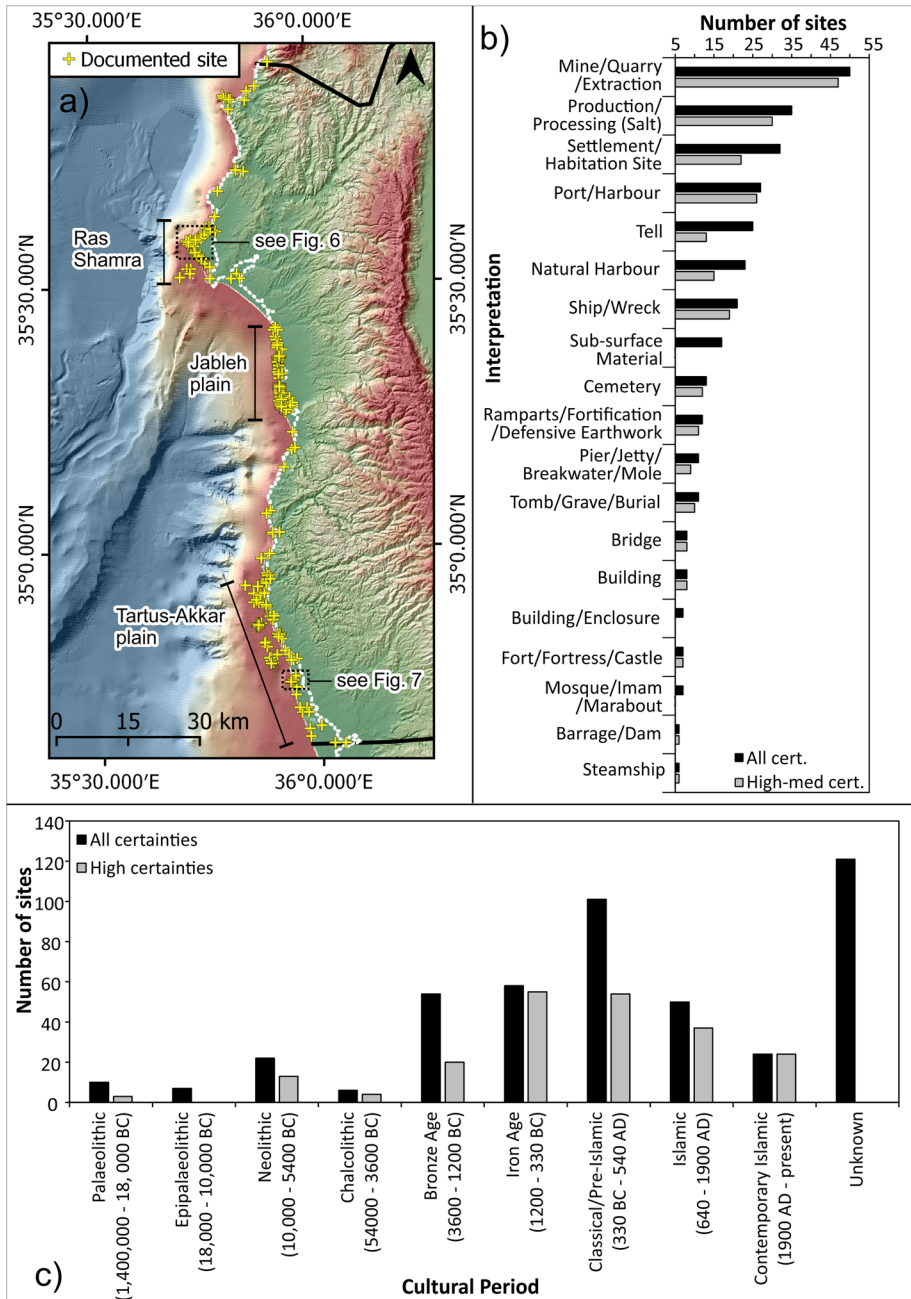 35°30.000’E
36°0.000’E
Documented site
a)
Ras
Shamra
see Fig. 6
Jableh
plain
Tartus-Akkar
plain
see Fig. 7
0
15
30 km
35°30.000’N
35°0.000’N
35°30.000’N
35°0.000’N
35°30.000’E
36°0.000’E
b)
Number of sites
5
15
25
35
45
55
Interpretation
Mine/Quarry
/Extraction
Production/
Processing (Salt)
Settlement/
Habitation Site
Port/Harbour
Tell
Natural Harbour
Ship/Wreck
Sub-surface
Material
Cemetery
Ramparts/Fortification
/Defensive Earthwork
Pier/Jetty/
Breakwater/Mole
Tomb/Grave/Burial
Bridge
Building
Building/Enclosure
Fort/Fortress/Castle
Mosque/Imam
/Marabout
Barrage/Dam
Steamship
All cert.
High-med cert.
c)
Number of sites
140
120
100
80
60
40
20
0
All certainties
High certainties
Palaeolithic
(1,400,000 - 18, 000 BC)
Epipalaeolithic
(18,000 - 10,000 BC)
Neolithic
(10,000 - 5400 BC)
Chalcolithic
(54000 - 3600 BC)
Bronze Age
(3600 - 1200 BC)
Iron Age
(1200 - 330 BC)
Classical/Pre-Islamic
(330 BC - 540 AD)
Islamic
(640 - 1900 AD)
Contemporary Islamic
(1900 AD - present)
Unknown
Cultural Period